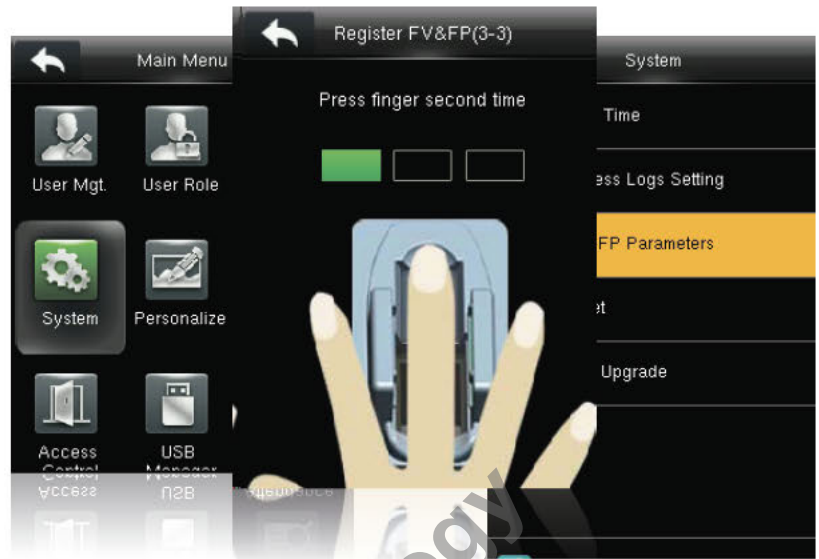 Main Menu
User Mgt.
User Role
System
Personalize
Access
Control
USB
Manager
Register FV&FP(3-3)
Press finger second time
System
Time
ess Logs Setting
FP Parameters
et
Upgrade